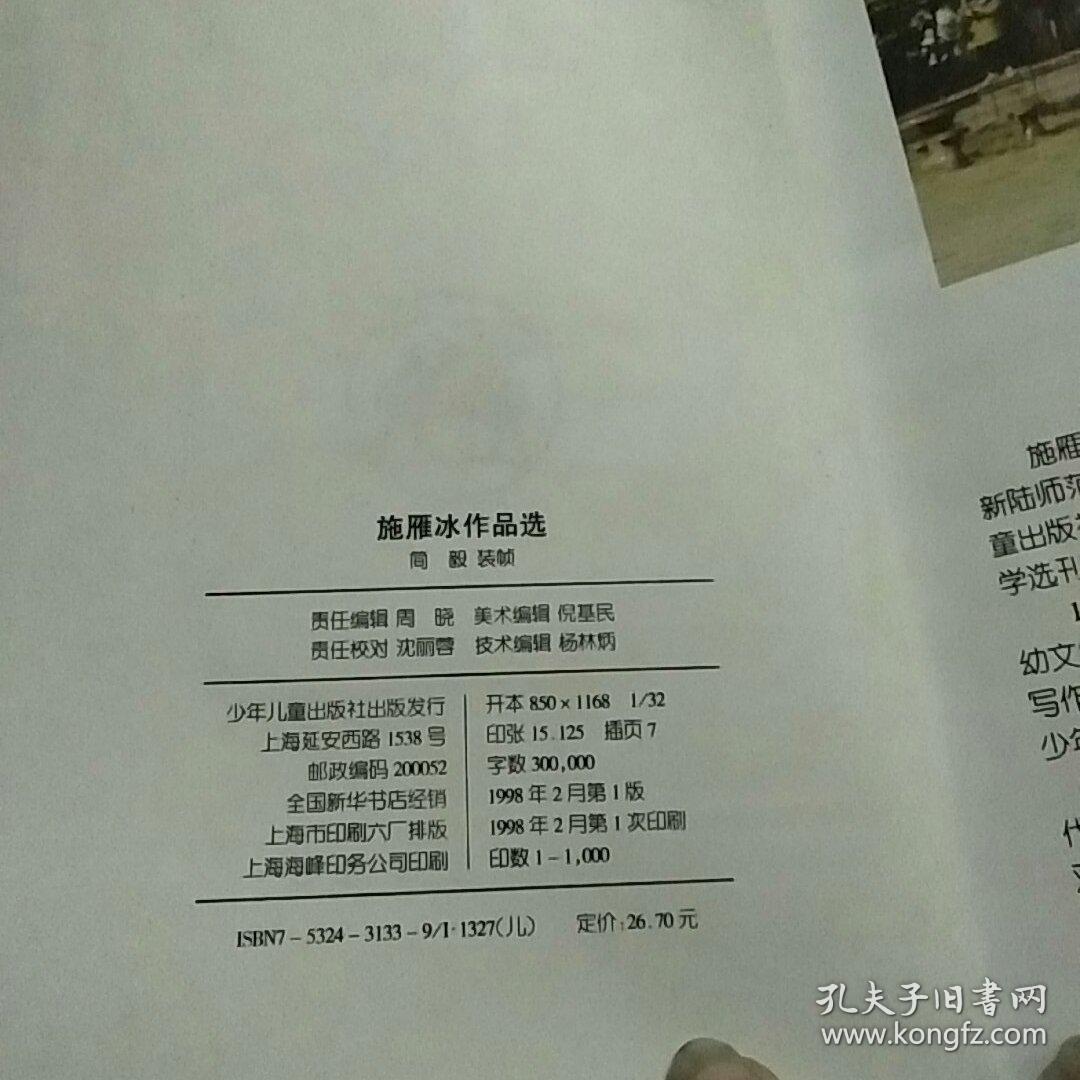 施雁冰作品选
简 毅 装帧
责任编辑 周 晓 美术编辑 倪基民
责任校对 沈丽蓉 技术编辑 杨林炳
少年儿童出版社出版发行
上海延安西路 1538 号
邮政编码 200052
全国新华书店经销
上海市印刷六厂排版
上海海峰印务公司印刷
开本 850×1168 1/32
印张 15.125 插页 7
字数 300,000
1998 年 2 月第 1 版
1998 年 2 月第 1 次印刷
印数 1-1,000
ISBN7-5324-3133-9/I·1327(儿) 定价:26.70 元
施雁
新陆师范
童出版社
学选刊
1
幼文
写作
少年
代
孔夫子旧書网
www.kongfz.com